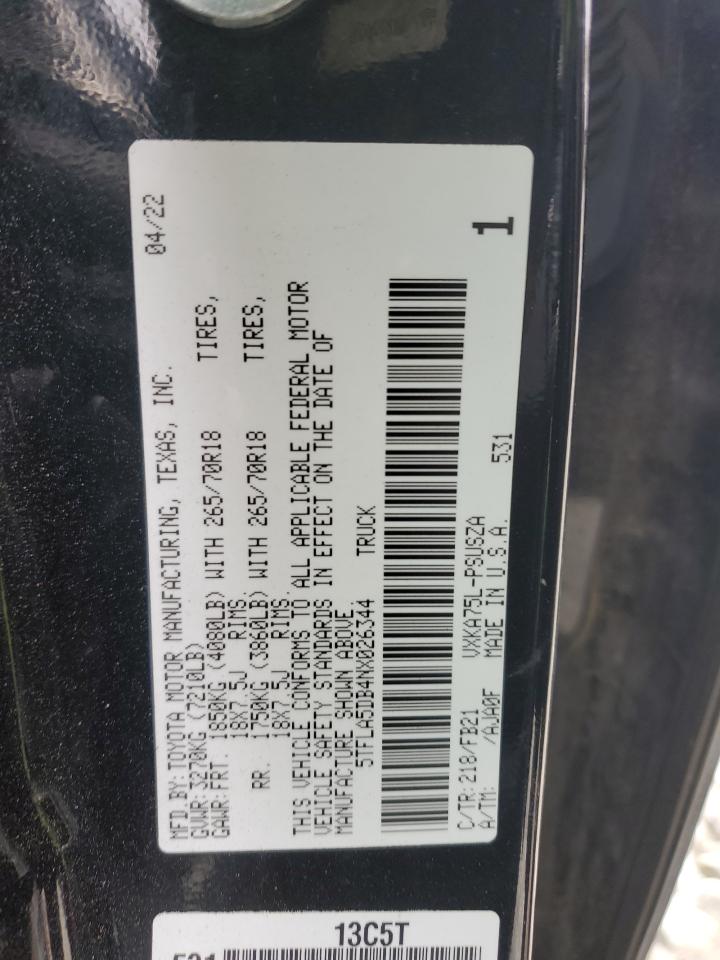 MFD.BY:TOYOTA MOTOR MANUFACTURING, TEXAS, INC. 04/22
GVWR:3270KG (7210LB)
GAWR:FRT. 1850KG (4080LB) WITH 265/70R18 TIRES,
18X7.5J RIMS.
RR. 1750KG (3860LB) WITH 265/70R18 TIRES,
18X7.5J RIMS.
THIS VEHICLE CONFORMS TO ALL APPLICABLE FEDERAL MOTOR
VEHICLE SAFETY STANDARDS IN EFFECT ON THE DATE OF
MANUFACTURE SHOWN ABOVE.
5TFLA5DB4NX026344 TRUCK
C/TR:218/FB21 VXKA75L-PSUSZA
A/TM: /AJA0F MADE IN U.S.A. 531 1
13C5T